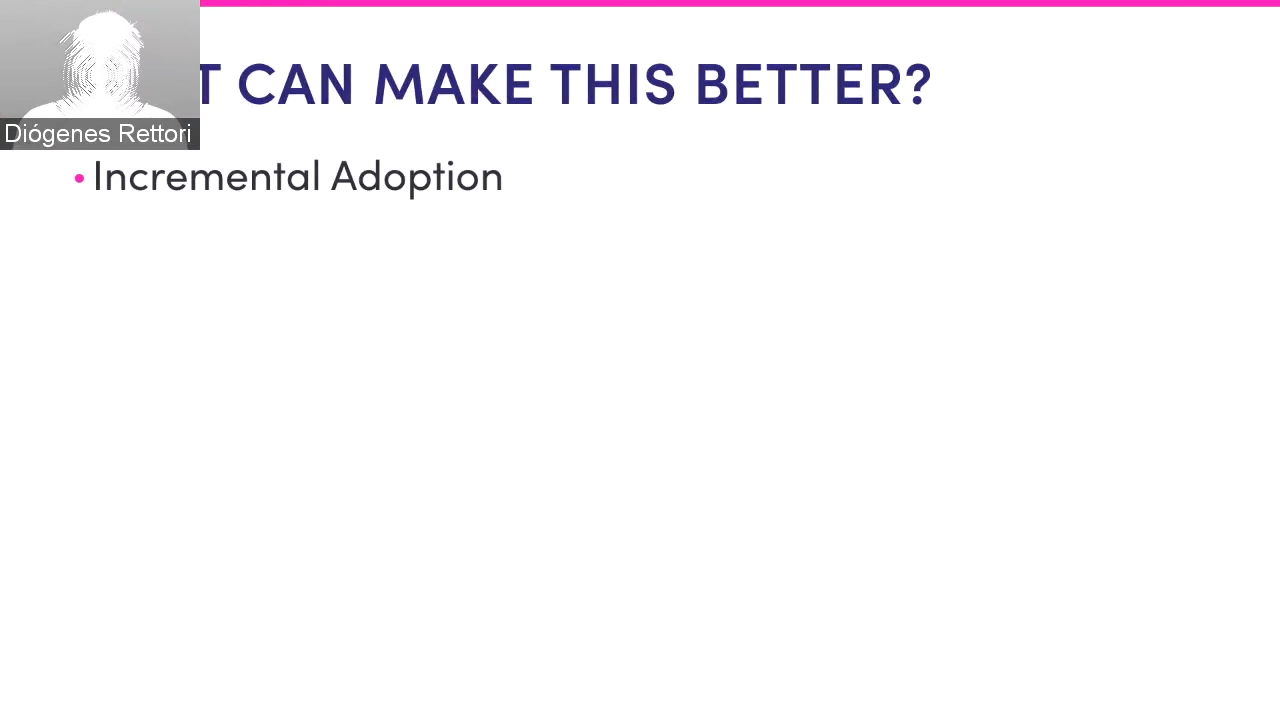 T CAN MAKE THIS BETTER?
Diógenes Rettori
• Incremental Adoption